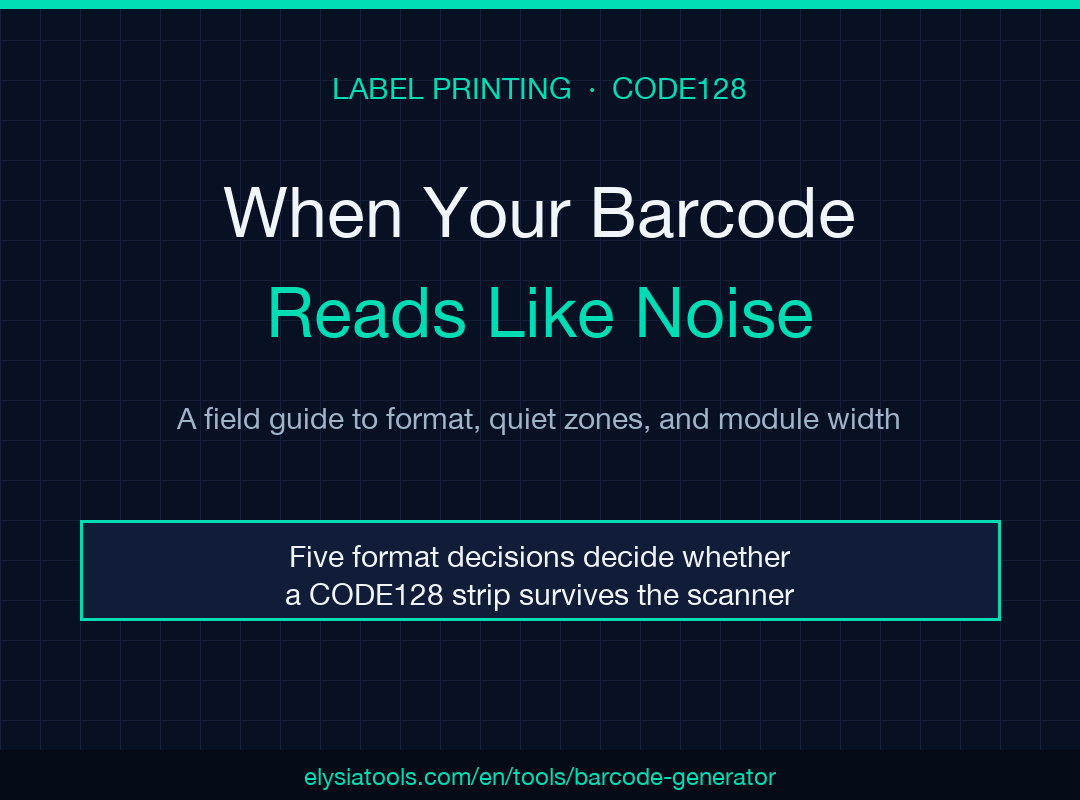 LABEL PRINTING · CODE128
When Your Barcode
Reads Like Noise
A field guide to format, quiet zones, and module width
Five format decisions decide whether
a CODE128 strip survives the scanner
elysiatools.com/en/tools/barcode-generator